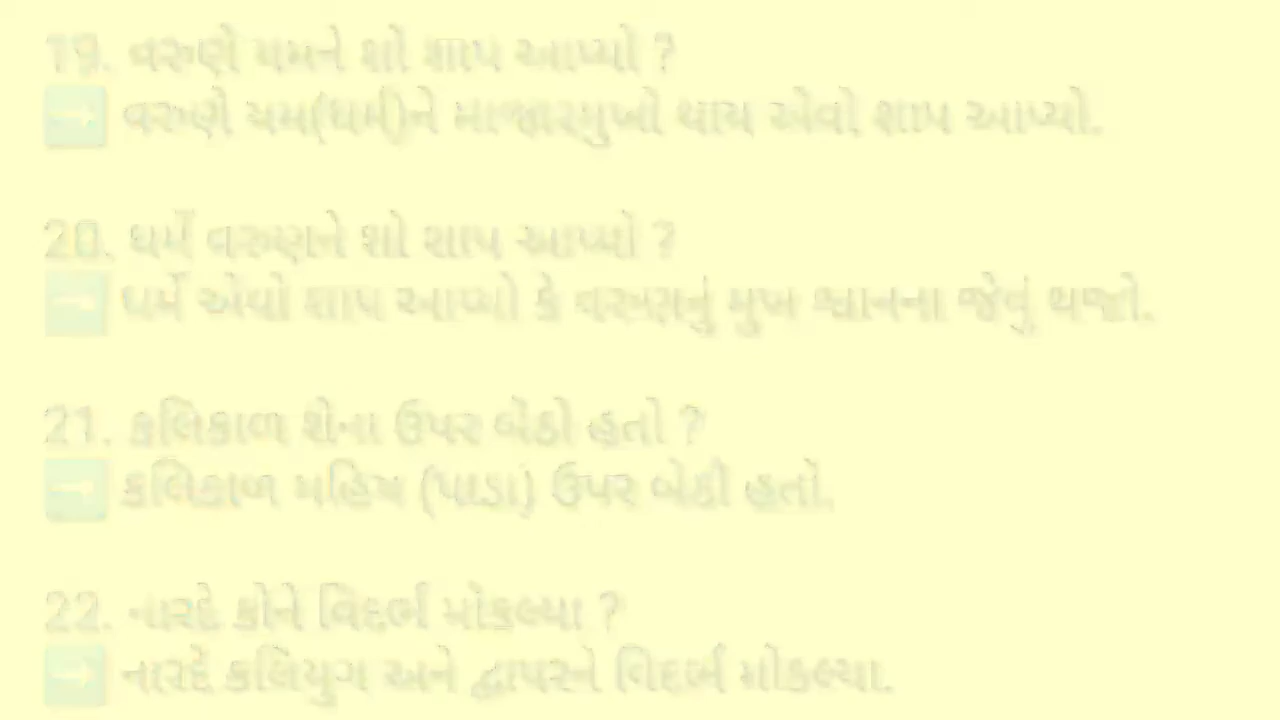 19. વરુણે યમને શો શાપ આપ્યો ?
➡ વરુણે યમ(ધર્મ)ને માજારમુખો થાય એવો શાપ આપ્યો.
20. ધર્મે વરુણને શો શાપ આપ્યો ?
➡ ધર્મે એવો શાપ આપ્યો કે વરુણનું મુખ શ્વાનના જેવું થજો.
21. કલિકાળ શેના ઉપર બેઠો હતો ?
➡ કલિકાળ મહિષ (પાડા) ઉપર બેઠો હતો.
22. નારદે કોને વિદર્ભ મોકલ્યા ?
➡ નારદે કલિયુગ અને દ્વાપરને વિદર્ભ મોકલ્યા.